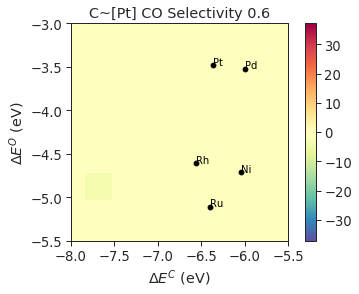 C~[Pt] CO Selectivity 0.6
−3.0
−3.5
−4.0
−4.5
−5.0
−5.5
ΔE^O (eV)
Pt
Pd
Rh
Ni
Ru
−8.0 −7.5 −7.0 −6.5 −6.0 −5.5
ΔE^C (eV)
30
20
10
0
−10
−20
−30